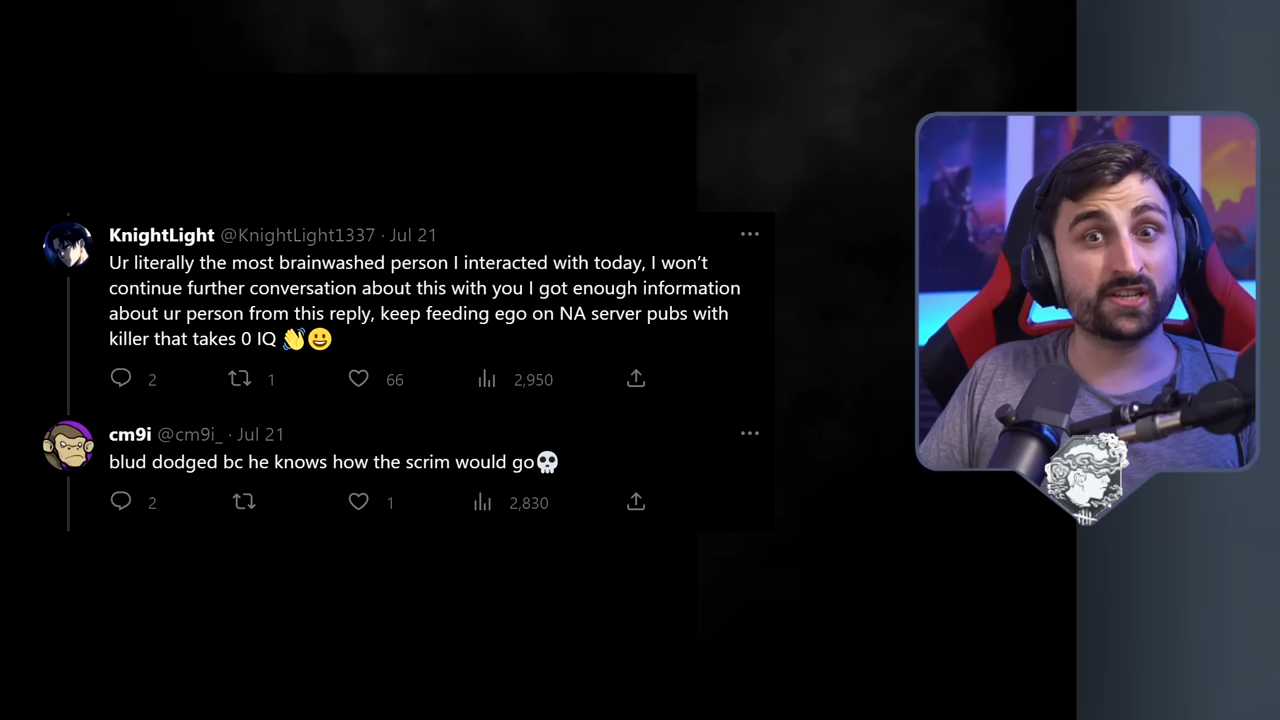 KnightLight @KnightLight1337 · Jul 21
Ur literally the most brainwashed person I interacted with today, I won’t
continue further conversation about this with you I got enough information
about ur person from this reply, keep feeding ego on NA server pubs with
killer that takes 0 IQ 👋😀
2 1 66 2,950
cm9i @cm9i_ · Jul 21
blud dodged bc he knows how the scrim would go💀
2 1 2,830